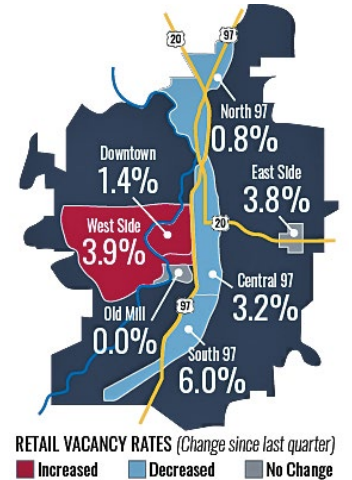 20
97
North 97
0.8%
Downtown
1.4%
East Side
3.8%
West Side
3.9%
20
Central 97
3.2%
97
Old Mill
0.0%
South 97
6.0%
RETAIL VACANCY RATES (Change since last quarter)
Increased Decreased No Change